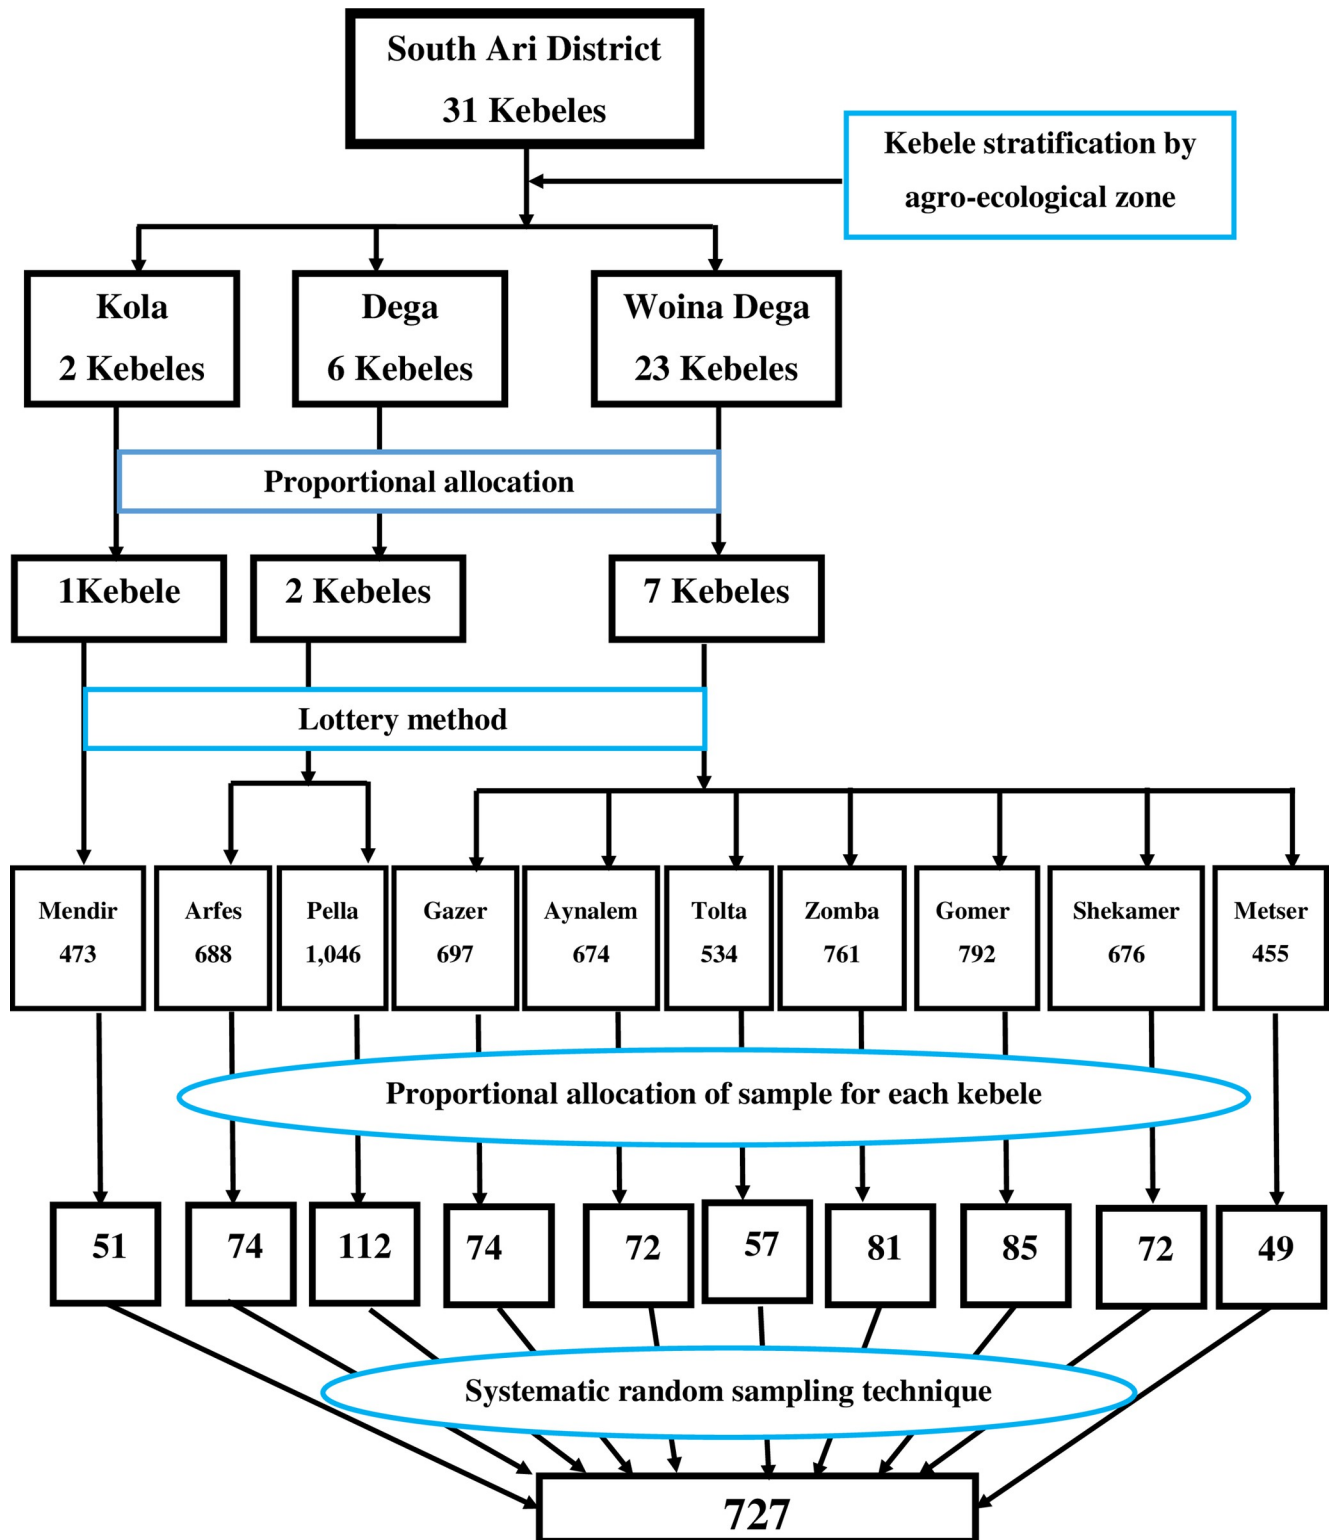 South Ari District
31 Kebeles
Kebele stratification by
agro-ecological zone
Kola
2 Kebeles
Dega
6 Kebeles
Woina Dega
23 Kebeles
Proportional allocation
1Kebele
2 Kebeles
7 Kebeles
Lottery method
Mendir
473
Arfes
688
Pella
1,046
Gazer
697
Aynalem
674
Tolta
534
Zomba
761
Gomer
792
Shekamer
676
Metser
455
Proportional allocation of sample for each kebele
51
74
112
74
72
57
81
85
72
49
Systematic random sampling technique
727